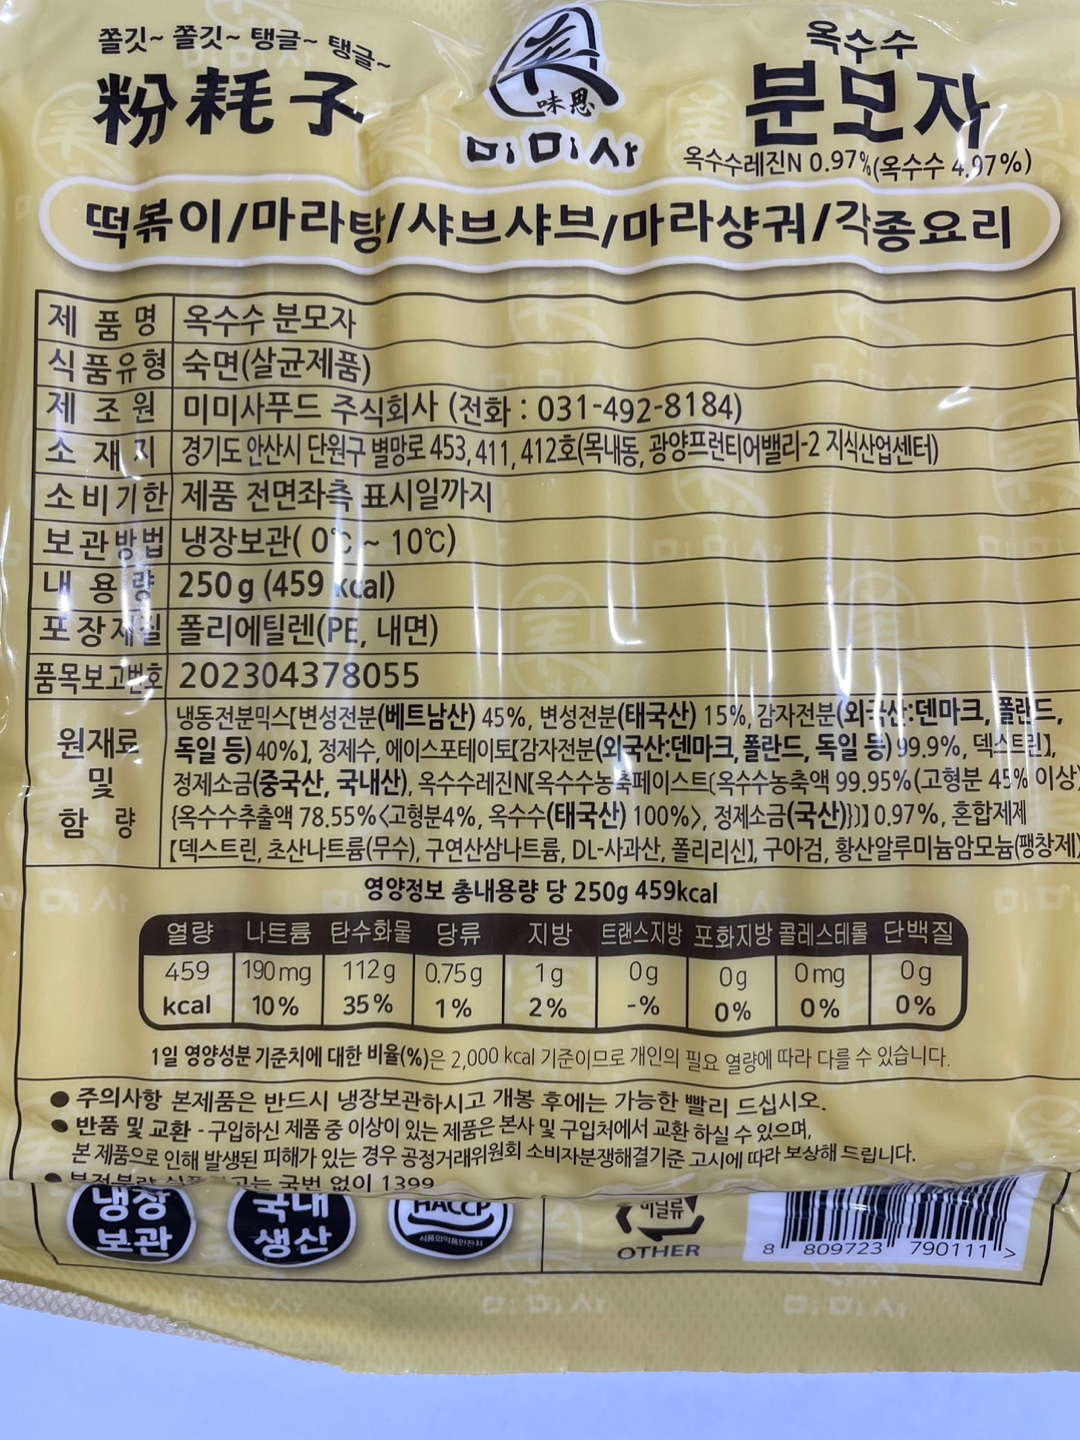 쫄깃~ 쫄깃~ 탱글~ 탱글~
粉耗子
味思
미미사
옥수수
분모자
옥수수레진N 0.97%(옥수수 4.97%)
떡볶이/마라탕/샤브샤브/마라샹궈/각종요리
제 품 명 옥수수 분모자
식품유형 숙면(살균제품)
제 조 원 미미사푸드 주식회사 (전화 : 031-492-8184)
소 재 지 경기도 안산시 단원구 별망로 453, 411, 412호(목내동, 광양프런티어밸리-2 지식산업센터)
소비기한 제품 전면좌측 표시일까지
보관방법 냉장보관( 0℃ ~ 10℃)
내 용 량 250g (459 kcal)
포장재질 폴리에틸렌(PE, 내면)
품목보고번호 202304378055
원재료 및 함 량
냉동전분믹스【변성전분(베트남산) 45%, 변성전분(태국산) 15%, 감자전분(외국산:덴마크, 폴란드,
독일 등) 40%】, 정제수, 에이스포테이토【감자전분(외국산:덴마크, 폴란드, 독일 등) 99.9%, 덱스트린】,
정제소금(중국산, 국내산), 옥수수레진N【옥수수농축페이스트〔옥수수농축액 99.95%(고형분 45% 이상)
{옥수수추출액 78.55%〈고형분4%, 옥수수(태국산) 100%〉, 정제소금(국산)}〕】0.97%, 혼합제제
【덱스트린, 초산나트륨(무수), 구연산삼나트륨, DL-사과산, 폴리리신】, 구아검, 황산알루미늄암모늄(팽창제)
영양정보 총내용량 당 250g 459kcal
열량 나트륨 탄수화물 당류 지방 트랜스지방 포화지방 콜레스테롤 단백질
459 190mg 112g 0.75g 1g 0g 0g 0mg 0g
kcal 10% 35% 1% 2% -% 0% 0% 0%
1일 영양성분 기준치에 대한 비율(%)은 2,000 kcal 기준이므로 개인의 필요 열량에 따라 다를 수 있습니다.
● 주의사항 본제품은 반드시 냉장보관하시고 개봉 후에는 가능한 빨리 드십시오.
● 반품 및 교환 - 구입하신 제품 중 이상이 있는 제품은 본사 및 구입처에서 교환 하실 수 있으며,
본 제품으로 인해 발생된 피해가 있는 경우 공정거래위원회 소비자분쟁해결기준 고시에 따라 보상해 드립니다.
● 국번 없이 1399
냉장
보관
국내
생산
HACCP
비닐류
OTHER
8 809723 790111 >